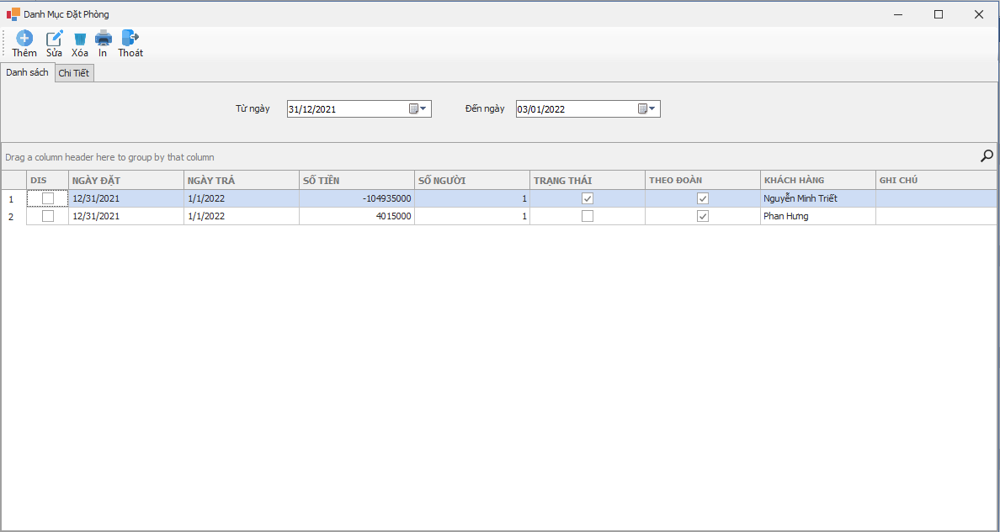 Danh Mục Đặt Phòng
Thêm Sửa Xóa In Thoát
Danh sách Chi Tiết
Từ ngày 31/12/2021 Đến ngày 03/01/2022
Drag a column header here to group by that column
DIS NGÀY ĐẶT NGÀY TRẢ SỐ TIỀN SỐ NGƯỜI TRẠNG THÁI THEO ĐOÀN KHÁCH HÀNG GHI CHÚ
1 12/31/2021 1/1/2022 -104935000 1 Nguyễn Minh Triết
2 12/31/2021 1/1/2022 4015000 1 Phan Hưng